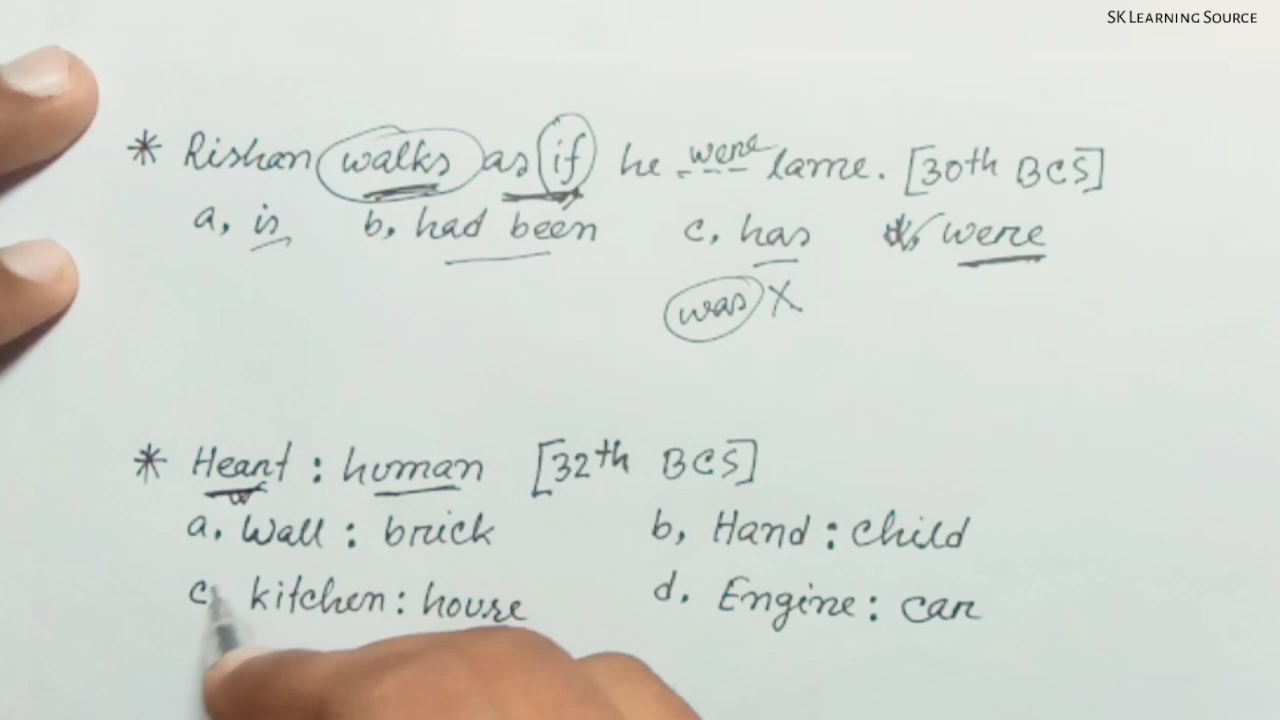 SK LEARNING SOURCE
* Rishan walks as if he were lame. [30th BCS]
a, is b, had been c, has d, were
was X
* Heart : human [32th BCS]
a. Wall : brick b, Hand : child
c, kitchen : house d. Engine : car